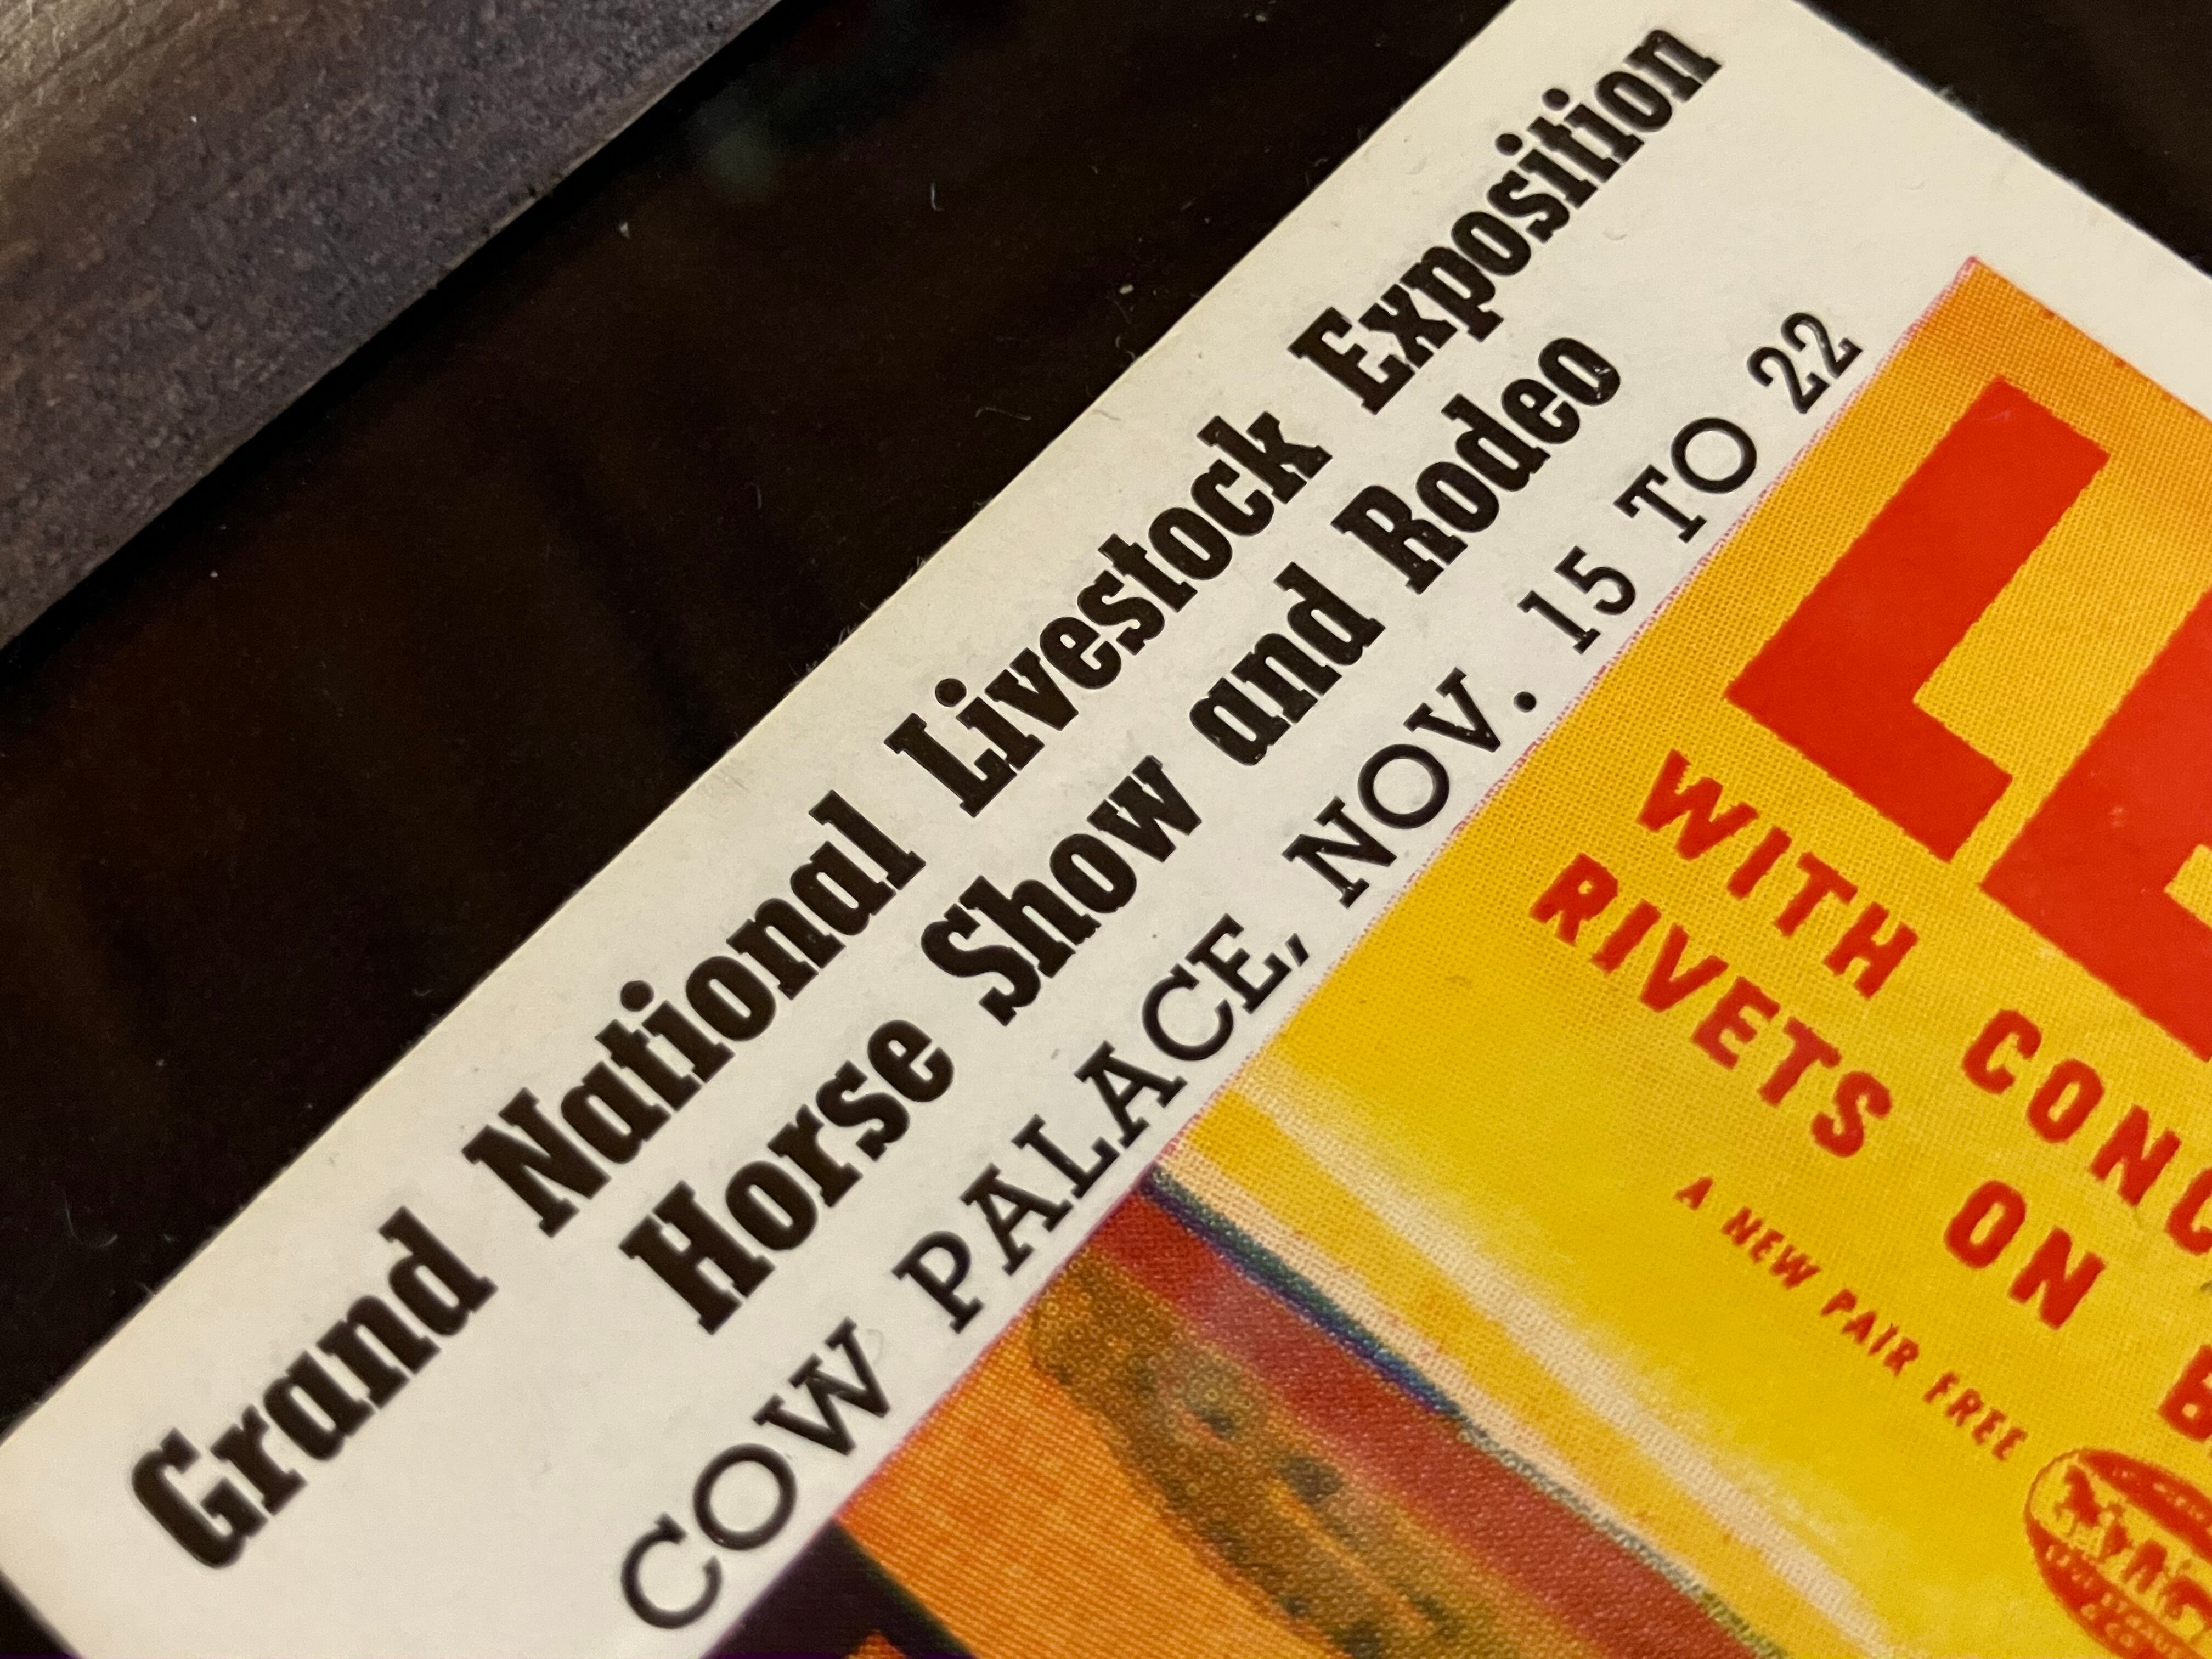 Grand National Livestock Exposition
Horse Show and Rodeo
COW PALACE, NOV. 15 TO 22
WITH
RIVETS ON
A NEW PAIR FREE